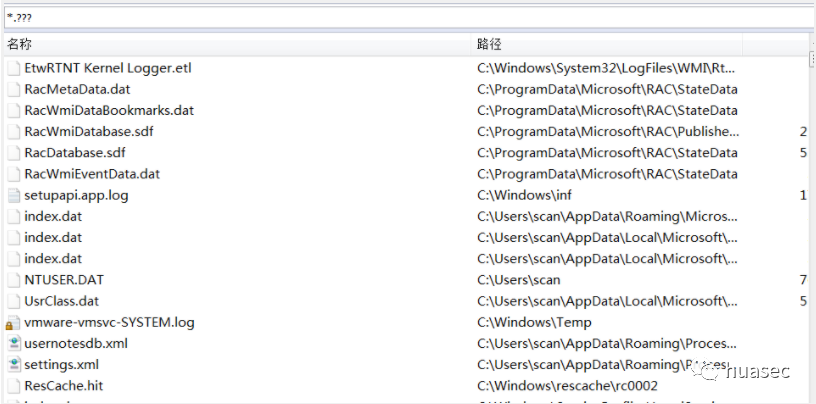 *.???
名称 路径
EtwRTNT Kernel Logger.etl C:\Windows\System32\LogFiles\WMI\Rt...
RacMetaData.dat C:\ProgramData\Microsoft\RAC\StateData
RacWmiDataBookmarks.dat C:\ProgramData\Microsoft\RAC\StateData
RacWmiDatabase.sdf C:\ProgramData\Microsoft\RAC\Publishe... 2
RacDatabase.sdf C:\ProgramData\Microsoft\RAC\StateData 5
RacWmiEventData.dat C:\ProgramData\Microsoft\RAC\StateData
setupapi.app.log C:\Windows\inf 1
index.dat C:\Users\scan\AppData\Roaming\Micros...
index.dat C:\Users\scan\AppData\Local\Microsoft\...
index.dat C:\Users\scan\AppData\Local\Microsoft\...
NTUSER.DAT C:\Users\scan 7
UsrClass.dat C:\Users\scan\AppData\Local\Microsoft\... 5
vmware-vmsvc-SYSTEM.log C:\Windows\Temp
usernotesdb.xml C:\Users\scan\AppData\Roaming\Proces...
settings.xml C:\Users\scan\AppData\Roaming\
ResCache.hit C:\Windows\rescache\rc0002
huasec